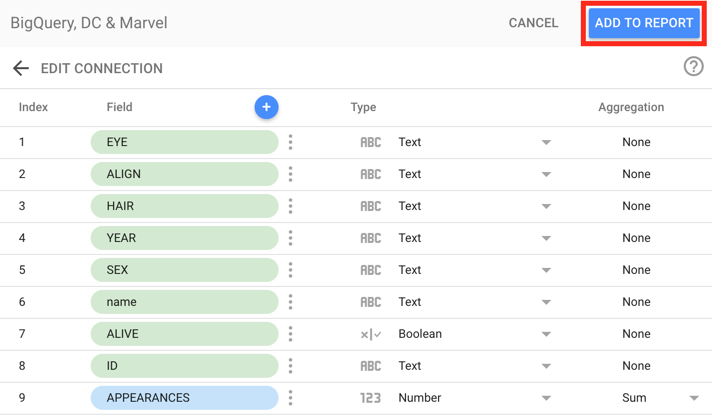 BigQuery, DC & Marvel CANCEL ADD TO REPORT
EDIT CONNECTION ?
Index Field + Type Aggregation
1 EYE ABC Text None
2 ALIGN ABC Text None
3 HAIR ABC Text None
4 YEAR ABC Text None
5 SEX ABC Text None
6 name ABC Text None
7 ALIVE Boolean None
8 ID ABC Text None
9 APPEARANCES 123 Number Sum